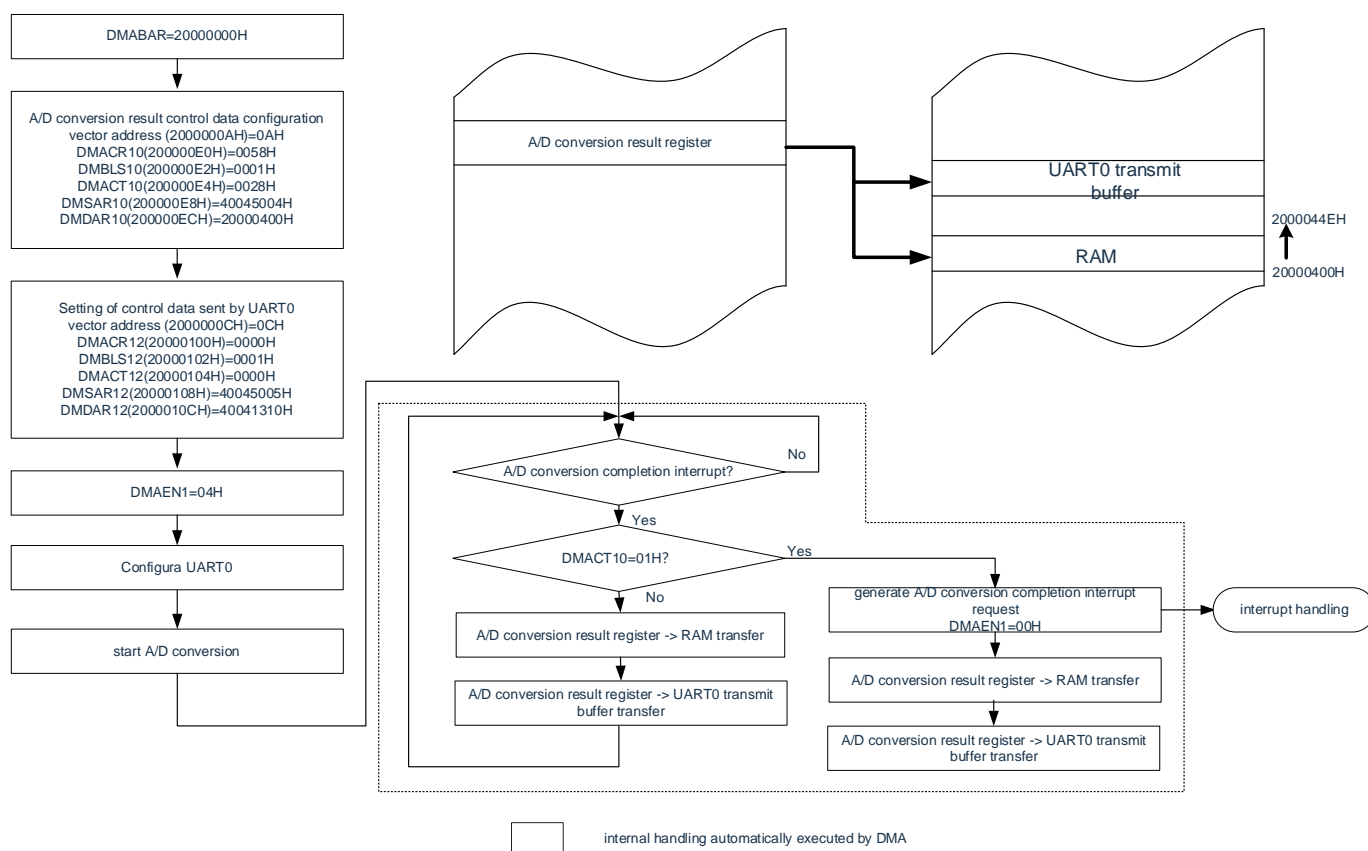 DMABAR=20000000H
A/D conversion result control data configuration
vector address (2000000AH)=0AH
DMACR10(200000E0H)=0058H
DMBLS10(200000E2H)=0001H
DMACT10(200000E4H)=0028H
DMSAR10(200000E8H)=40045004H
DMDAR10(200000ECH)=20000400H
Setting of control data sent by UART0
vector address (2000000CH)=0CH
DMACR12(20000100H)=0000H
DMBLS12(20000102H)=0001H
DMACT12(20000104H)=0000H
DMSAR12(20000108H)=40045005H
DMDAR12(2000010CH)=40041310H
DMAEN1=04H
Configura UART0
start A/D conversion
A/D conversion result register
UART0 transmit
buffer
2000044EH
RAM
20000400H
A/D conversion completion interrupt?
No
Yes
DMACT10=01H?
Yes
No
A/D conversion result register -> RAM transfer
A/D conversion result register -> UART0 transmit
buffer transfer
generate A/D conversion completion interrupt
request
DMAEN1=00H
interrupt handling
A/D conversion result register -> RAM transfer
A/D conversion result register -> UART0 transmit
buffer transfer
internal handling automatically executed by DMA